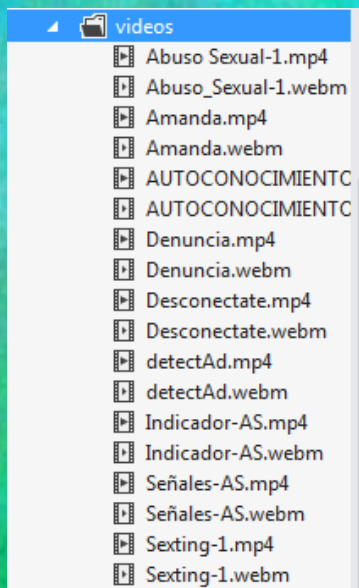 videos
Abuso Sexual-1.mp4
Abuso_Sexual-1.webm
Amanda.mp4
Amanda.webm
AUTOCONOCIMIENTO
AUTOCONOCIMIENTO
Denuncia.mp4
Denuncia.webm
Desconectate.mp4
Desconectate.webm
detectAd.mp4
detectAd.webm
Indicador-AS.mp4
Indicador-AS.webm
Señales-AS.mp4
Señales-AS.webm
Sexting-1.mp4
Sexting-1.webm